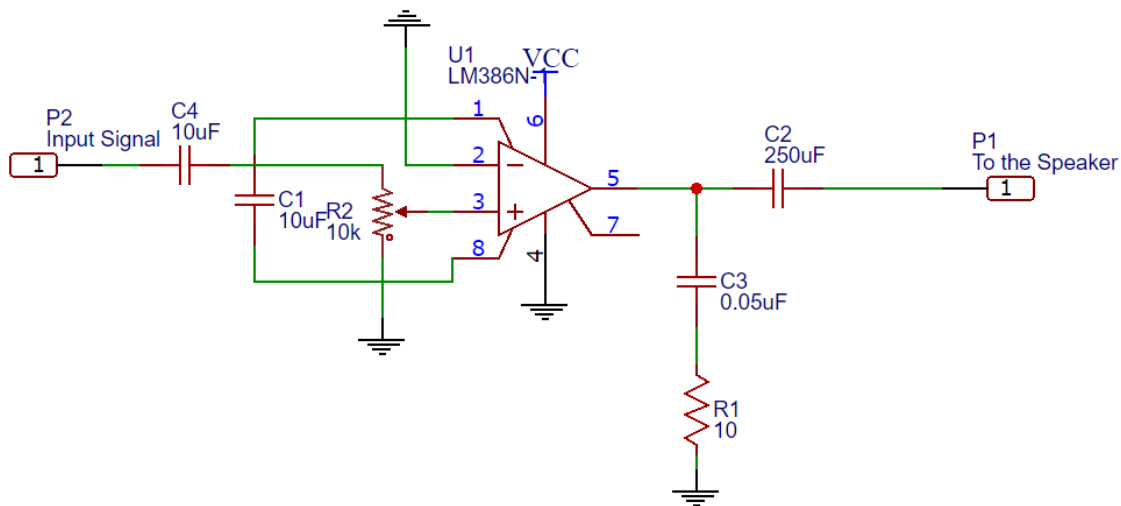 U1
VCC
LM386N-1
P2
Input Signal
1
C4
10uF
C1
10uF
R2
10k
1
2
3
8
6
4
5
7
C2
250uF
P1
To the Speaker
1
C3
0.05uF
R1
10